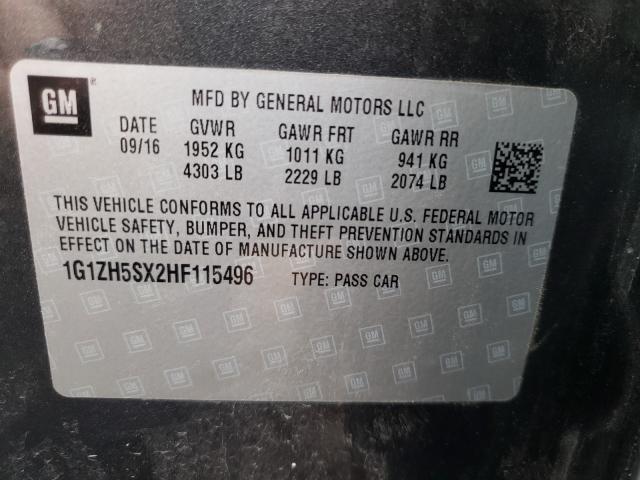 GM
MFD BY GENERAL MOTORS LLC
DATE GVWR GAWR FRT GAWR RR
09/16 1952 KG 1011 KG 941 KG
4303 LB 2229 LB 2074 LB
THIS VEHICLE CONFORMS TO ALL APPLICABLE U.S. FEDERAL MOTOR
VEHICLE SAFETY, BUMPER, AND THEFT PREVENTION STANDARDS IN
EFFECT ON THE DATE OF MANUFACTURE SHOWN ABOVE.
1G1ZH5SX2HF115496 TYPE: PASS CAR